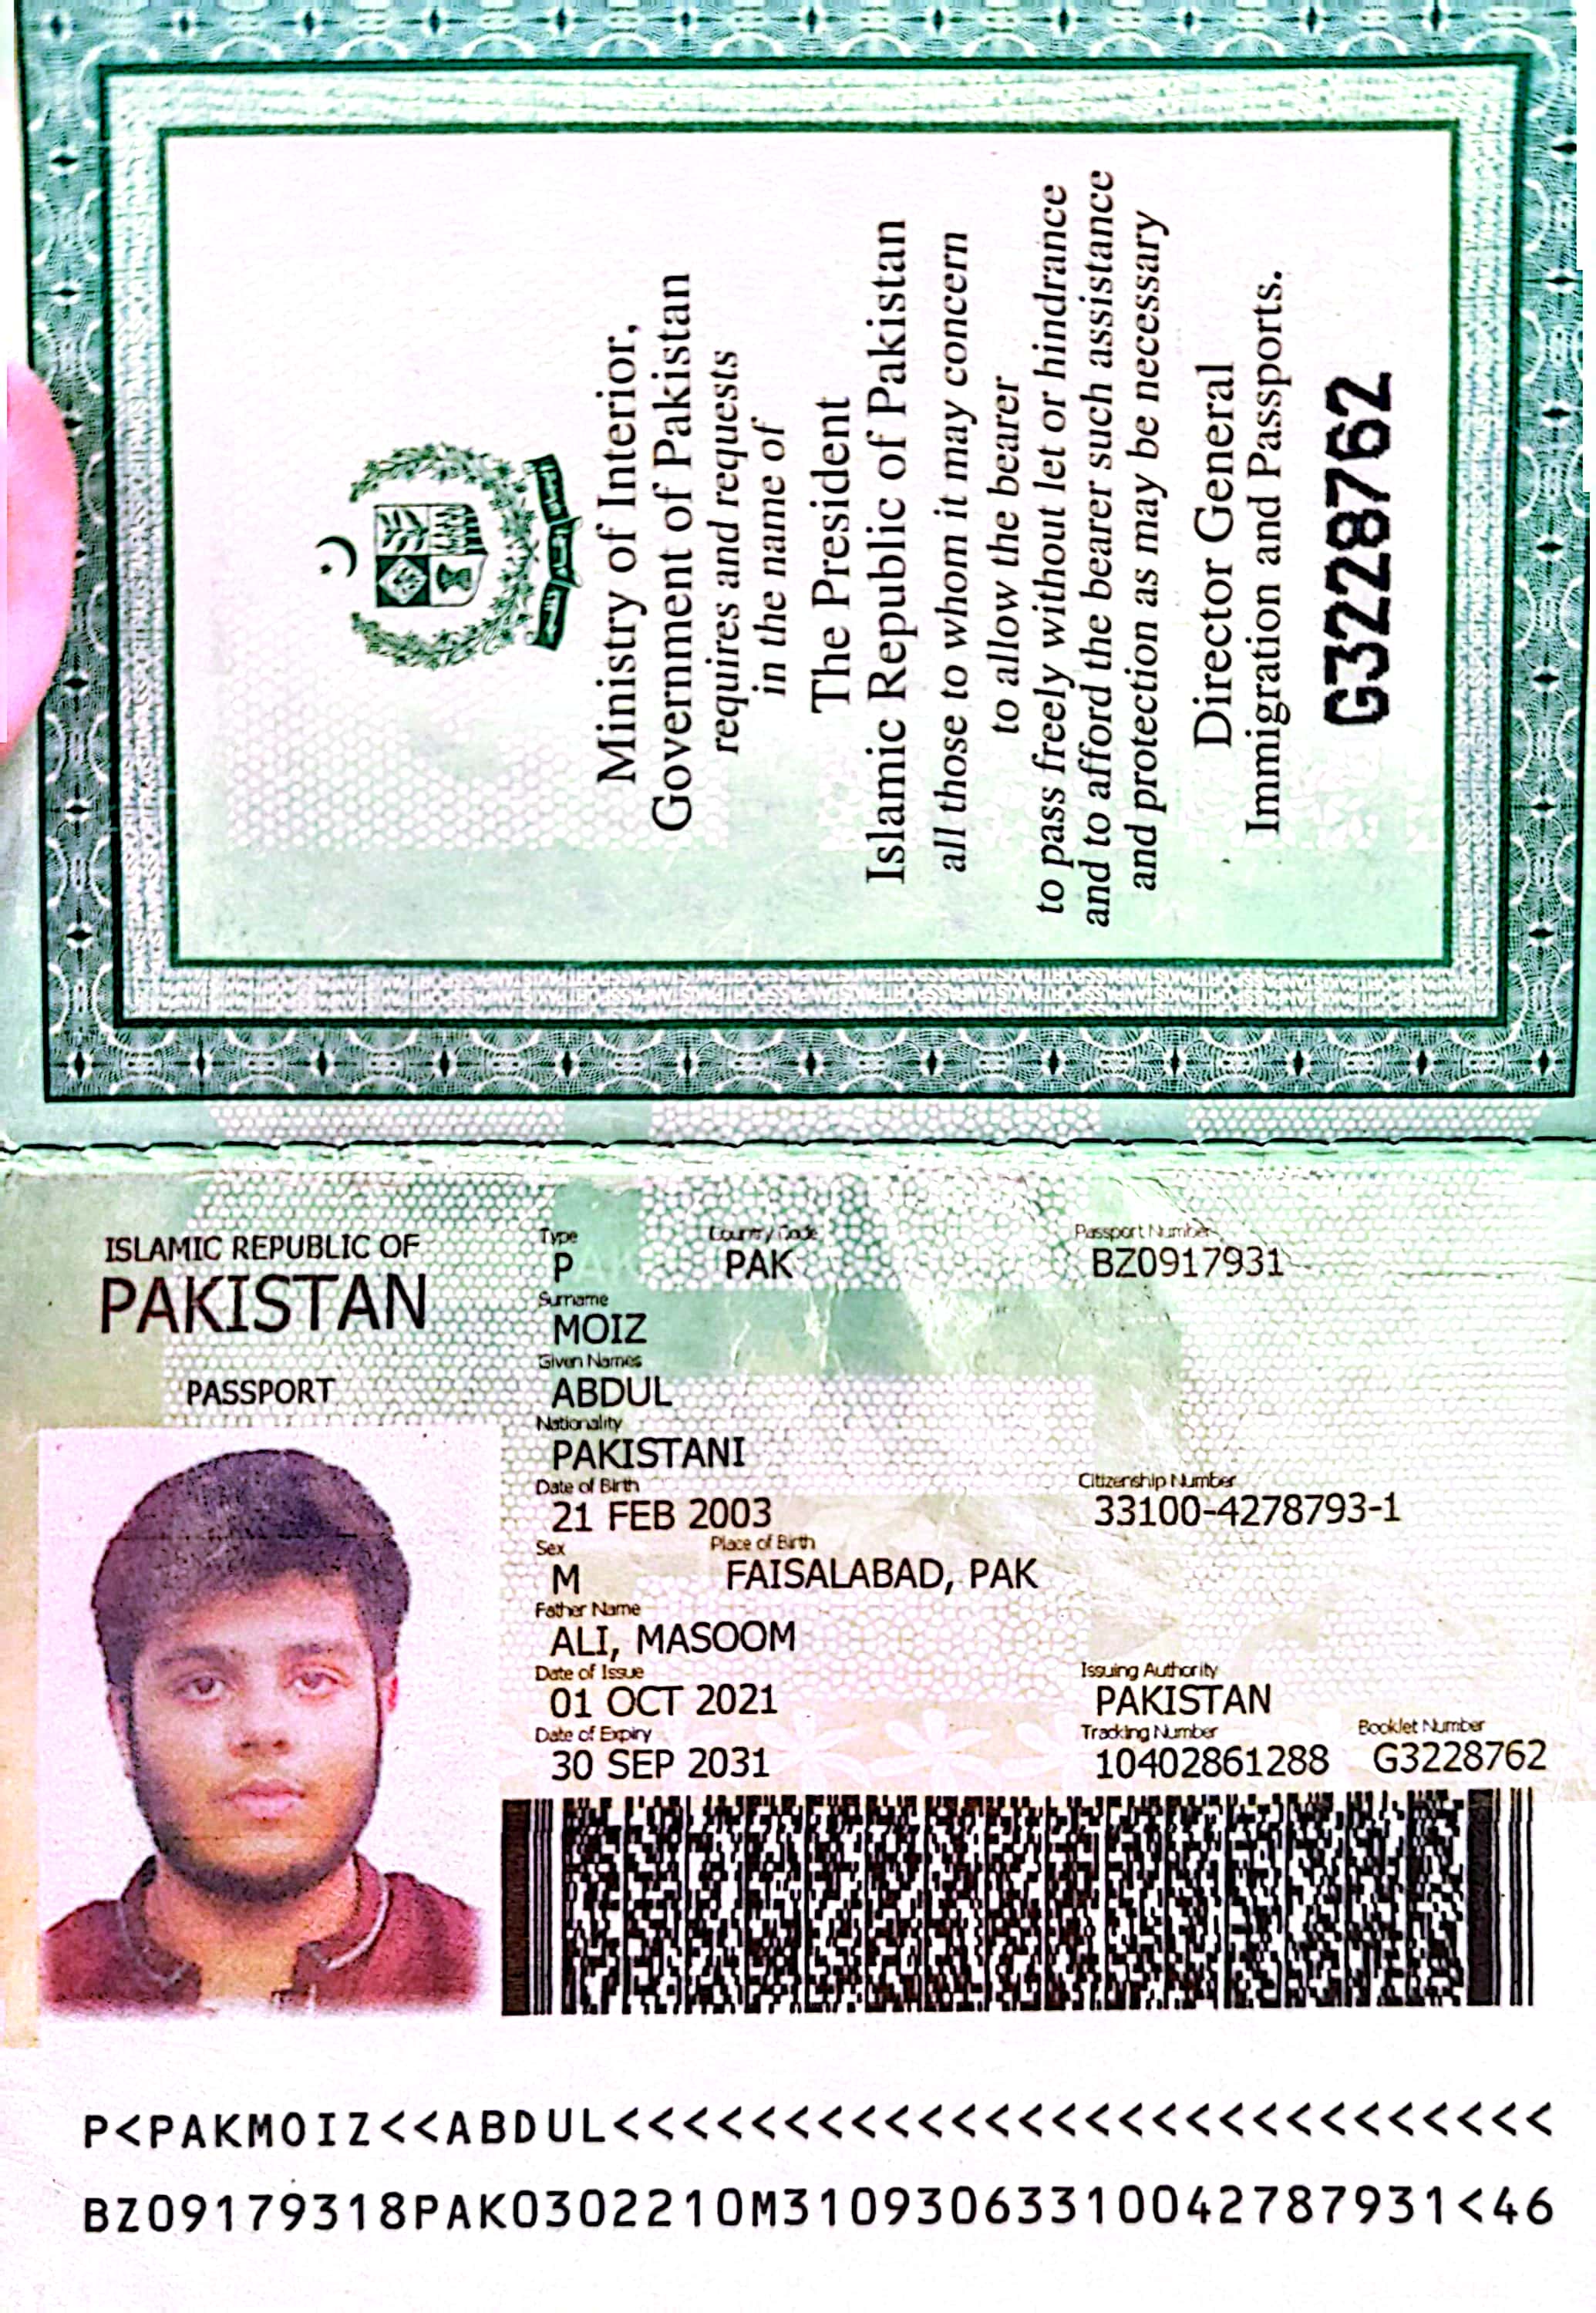 Ministry of Interior,
Government of Pakistan
requires and requests
in the name of
The President
Islamic Republic of Pakistan
all those to whom it may concern
to allow the bearer
to pass freely without let or hindrance
and to afford the bearer such assistance
and protection as may be necessary
Director General
Immigration and Passports.
G3228762
ISLAMIC REPUBLIC OF
PAKISTAN
PASSPORT
Type Country Code Passport Number
P PAK BZ0917931
Surname
MOIZ
Given Names
ABDUL
Nationality
PAKISTANI
Date of Birth Citizenship Number
21 FEB 2003 33100-4278793-1
Sex Place of Birth
M FAISALABAD, PAK
Father Name
ALI, MASOOM
Date of Issue Issuing Authority
01 OCT 2021 PAKISTAN
Date of Expiry Tracking Number Booklet Number
30 SEP 2031 10402861288 G3228762
P<PAKMOIZ<<ABDUL<<<<<<<<<<<<<<<<<<<<<<<<<<<<
BZ09179318PAK0302210M3109306331004278793​1<46